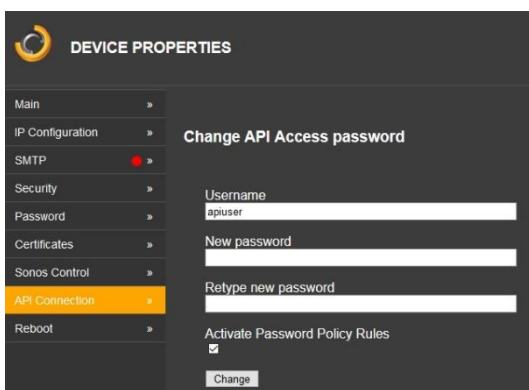 DEVICE PROPERTIES
Main »
IP Configuration »
SMTP »
Security »
Password »
Certificates »
Sonos Control »
API Connection »
Reboot »
Change API Access password
Username
apiuser
New password
Retype new password
Activate Password Policy Rules
Change